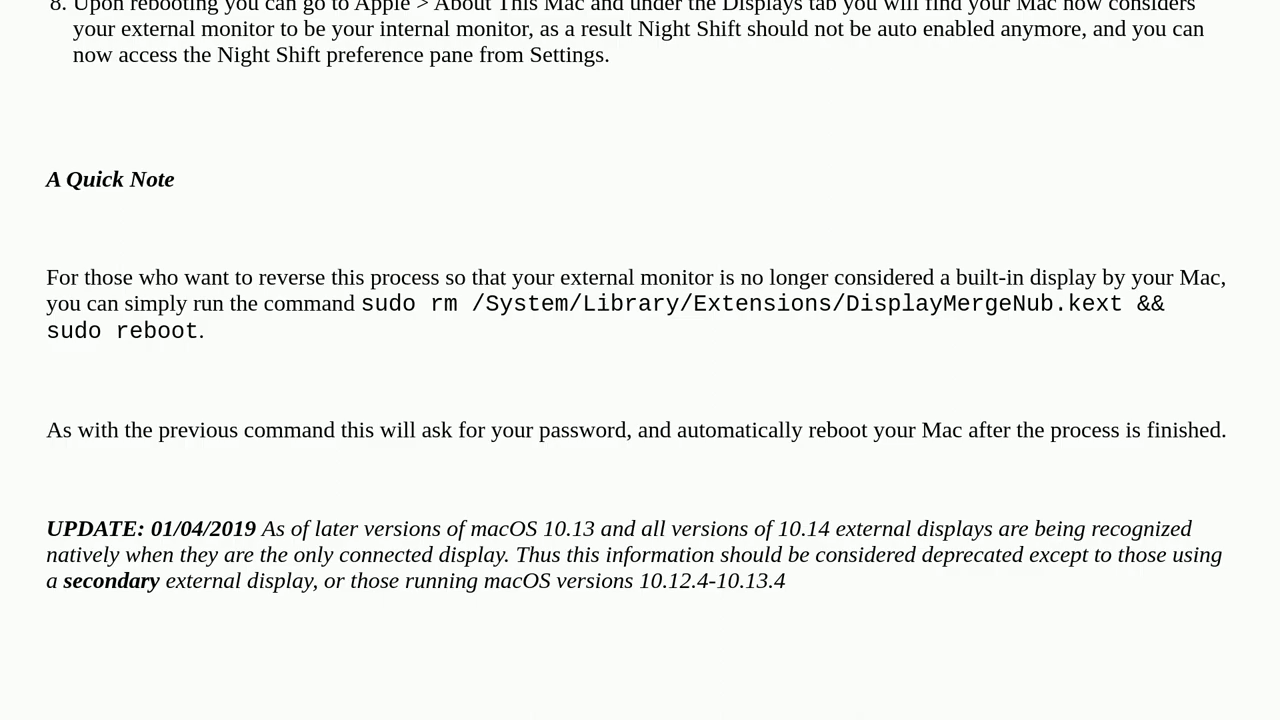 8. Upon rebooting you can go to Apple > About This Mac and under the Displays tab you will find your Mac now considers
your external monitor to be your internal monitor, as a result Night Shift should not be auto enabled anymore, and you can
now access the Night Shift preference pane from Settings.
A Quick Note
For those who want to reverse this process so that your external monitor is no longer considered a built-in display by your Mac,
you can simply run the command sudo rm /System/Library/Extensions/DisplayMergeNub.kext &&
sudo reboot.
As with the previous command this will ask for your password, and automatically reboot your Mac after the process is finished.
UPDATE: 01/04/2019 As of later versions of macOS 10.13 and all versions of 10.14 external displays are being recognized
natively when they are the only connected display. Thus this information should be considered deprecated except to those using
a secondary external display, or those running macOS versions 10.12.4-10.13.4